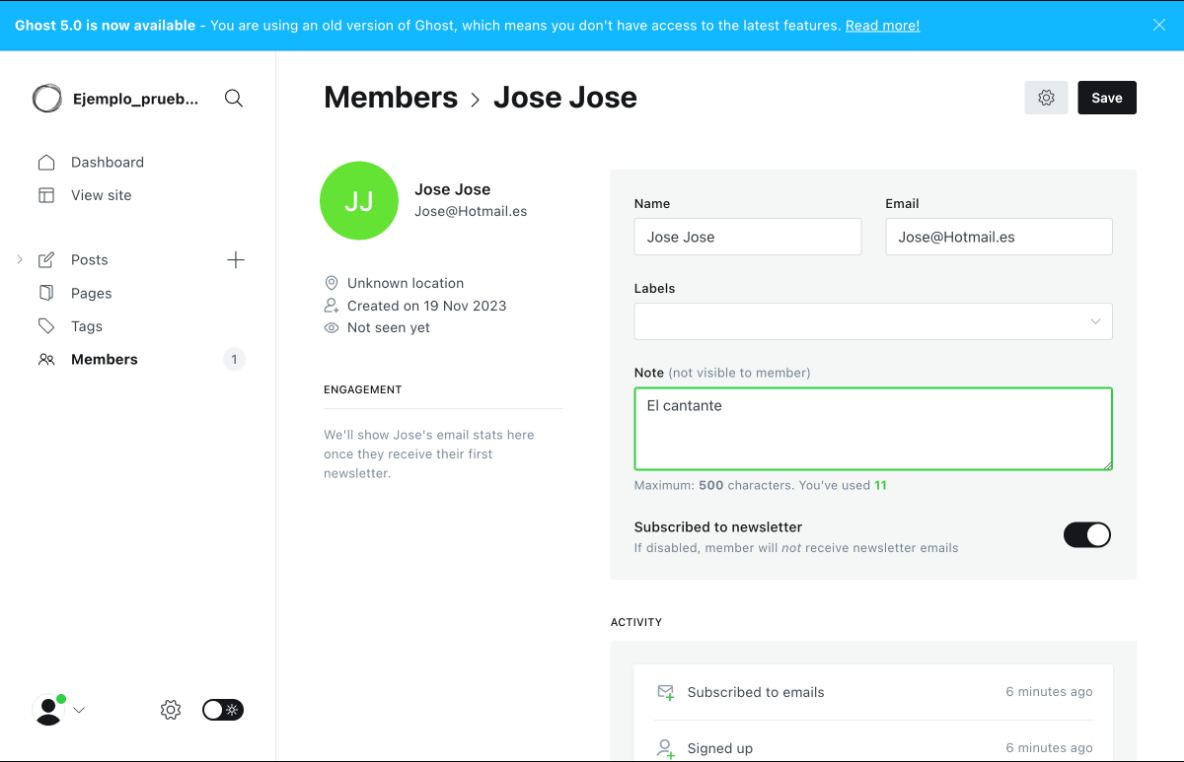 Ghost 5.0 is now available - You are using an old version of Ghost, which means you don't have access to the latest features. Read more!
Ejemplo_prueb...
Dashboard
View site
Posts
Pages
Tags
Members 1
Members > Jose Jose
Save
JJ
Jose Jose
Jose@Hotmail.es
Unknown location
Created on 19 Nov 2023
Not seen yet
ENGAGEMENT
We'll show Jose's email stats here
once they receive their first
newsletter.
Name
Jose Jose
Email
Jose@Hotmail.es
Labels
Note (not visible to member)
El cantante
Maximum: 500 characters. You've used 11
Subscribed to newsletter
If disabled, member will not receive newsletter emails
ACTIVITY
Subscribed to emails 6 minutes ago
Signed up 6 minutes ago